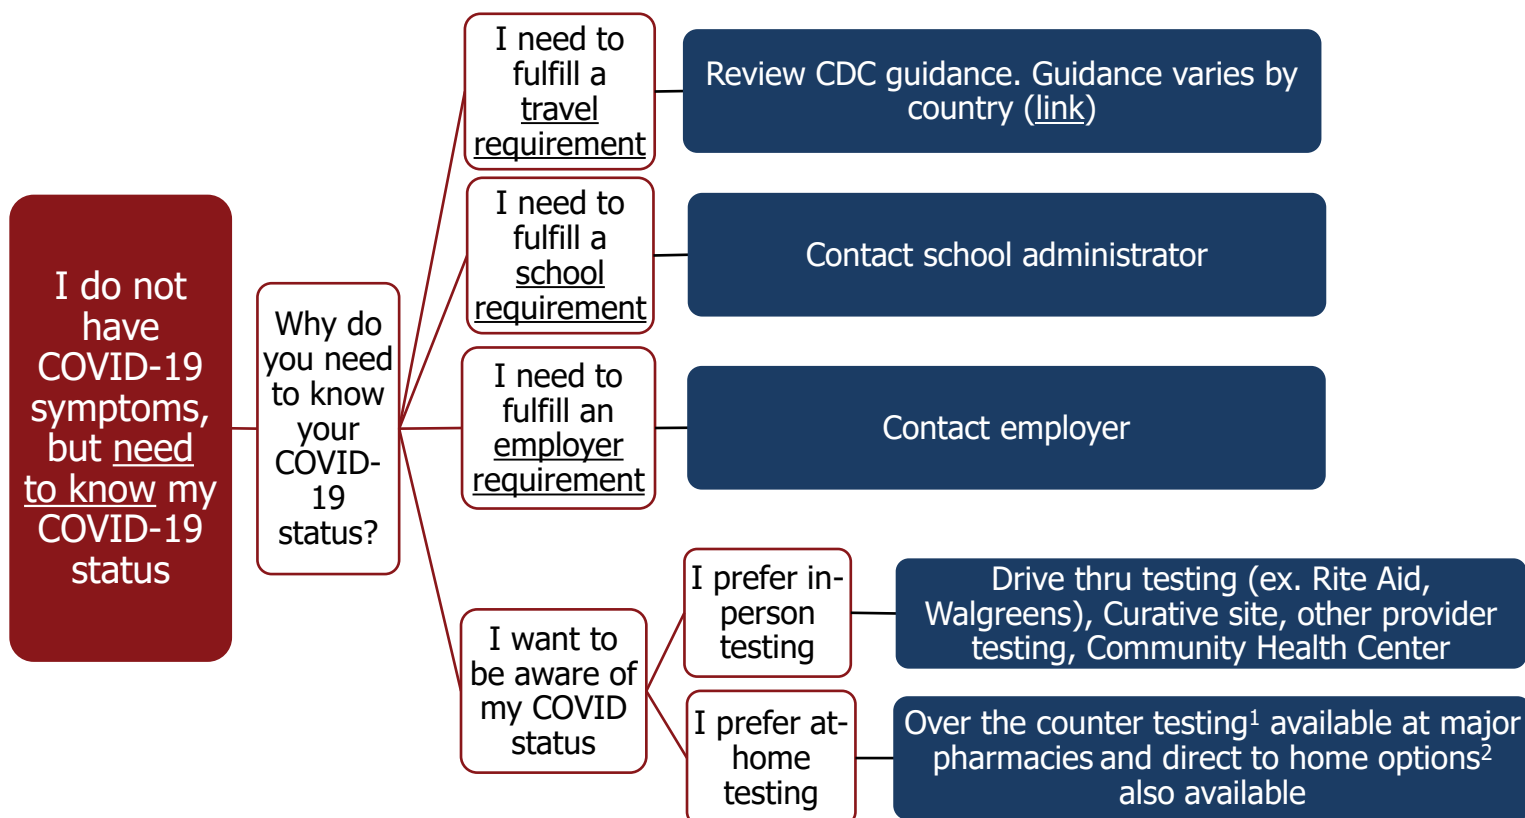 I do not
have
COVID-19
symptoms,
but need
to know my
COVID-19
status
Why do
you need
to know
your
COVID-
19
status?
I need to
fulfill a
travel
requirement
Review CDC guidance. Guidance varies by
country (link)
I need to
fulfill a
school
requirement
Contact school administrator
I need to
fulfill an
employer
requirement
Contact employer
I want to
be aware of
my COVID
status
I prefer in-
person
testing
Drive thru testing (ex. Rite Aid,
Walgreens), Curative site, other provider
testing, Community Health Center
I prefer at-
home
testing
Over the counter testing¹ available at major
pharmacies and direct to home options²
also available